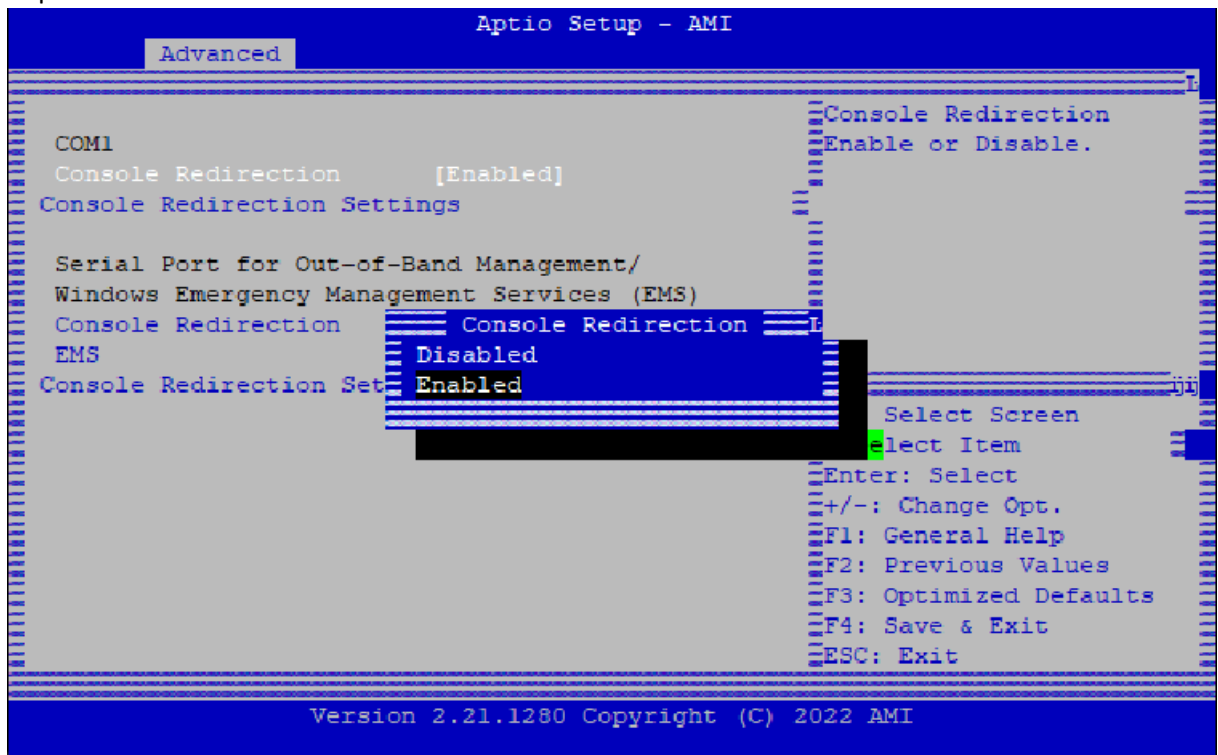 Aptio Setup - AMI
Advanced
COM1
Console Redirection [Enabled]
Console Redirection Settings
Serial Port for Out-of-Band Management/
Windows Emergency Management Services (EMS)
Console Redirection
EMS
Console Redirection Set
Console Redirection
Disabled
Enabled
Console Redirection
Enable or Disable.
Select Screen
elect Item
Enter: Select
+/-: Change Opt.
F1: General Help
F2: Previous Values
F3: Optimized Defaults
F4: Save & Exit
ESC: Exit
Version 2.21.1280 Copyright (C) 2022 AMI